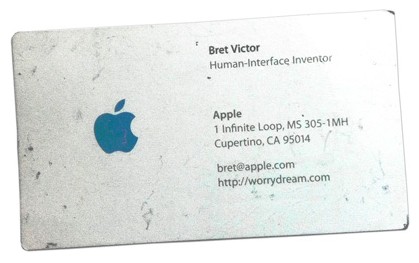 Bret Victor
Human-Interface Inventor
Apple
1 Infinite Loop, MS 305-1MH
Cupertino, CA 95014
bret@apple.com
http://worrydream.com